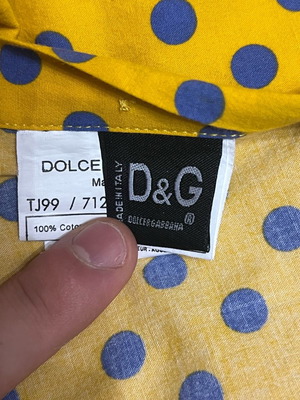 DOLCE
Ma
TJ99 / 712
100% Coto
MADE IN ITALY
D&G
DOLCE&GABBANA
®